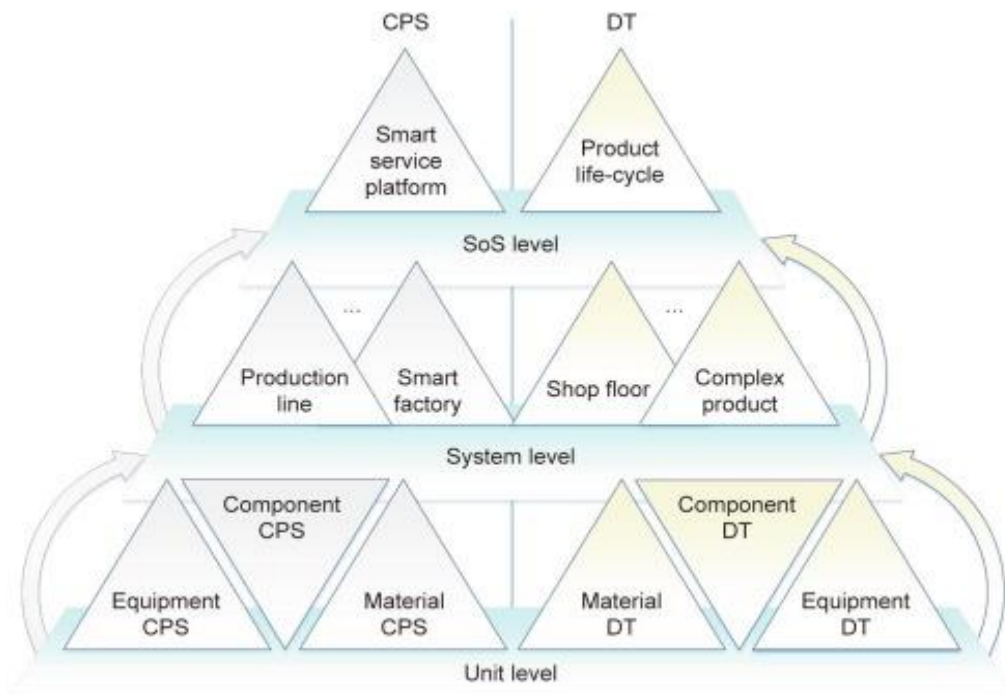 CPS
DT
Smart
service
platform
Product
life-cycle
SoS level
...
...
Production
line
Smart
factory
Shop floor
Complex
product
System level
Component
CPS
Component
DT
Equipment
CPS
Material
CPS
Material
DT
Equipment
DT
Unit level